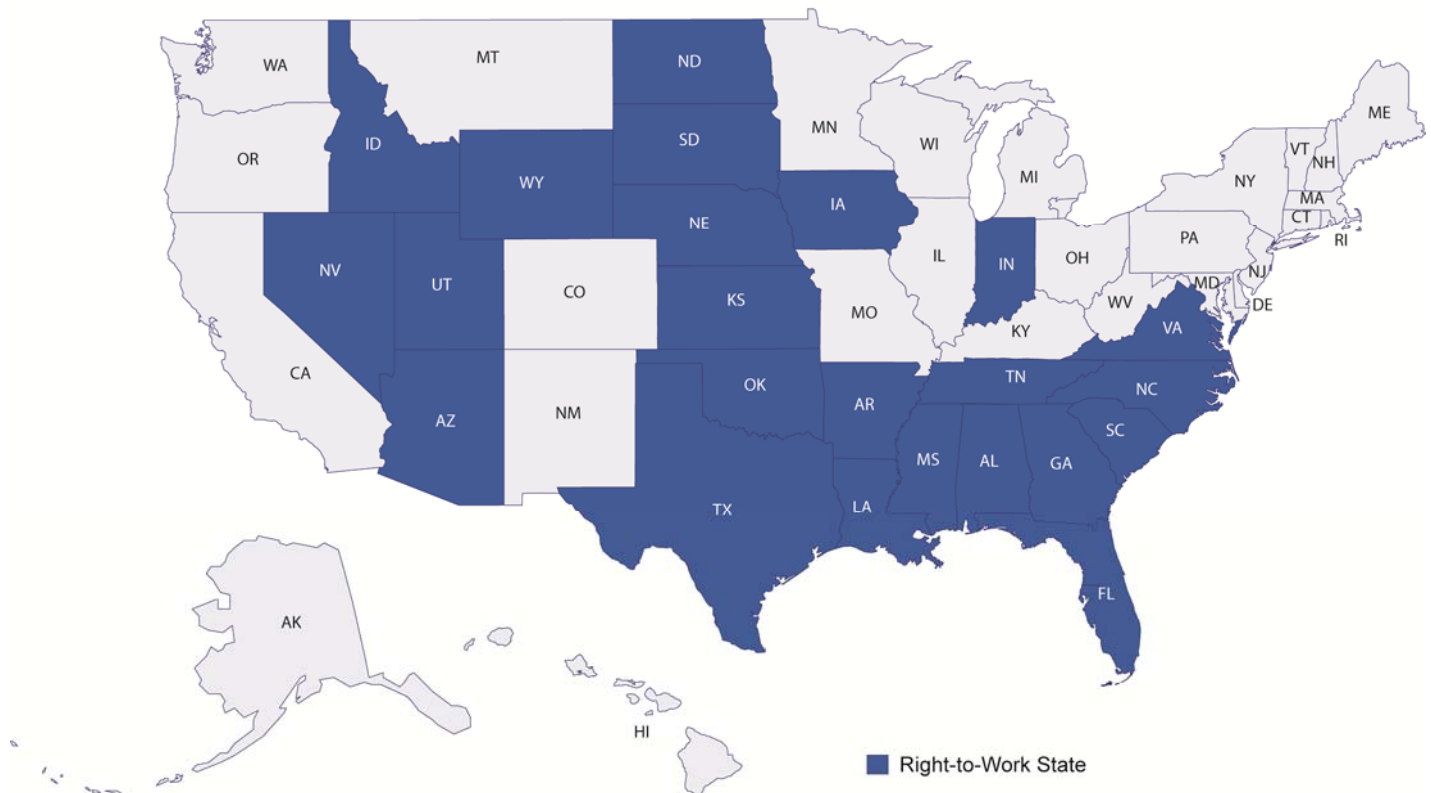 WA
MT
ND
MN
ME
OR
ID
SD
WI
VT
NH
WY
MI
NY
MA
CT
RI
IA
NE
PA
NV
UT
CO
IL
IN
OH
NJ
MD
DE
KS
MO
WV
KY
VA
CA
OK
TN
NC
AZ
NM
AR
SC
MS
AL
GA
TX
LA
FL
AK
HI
Right-to-Work State